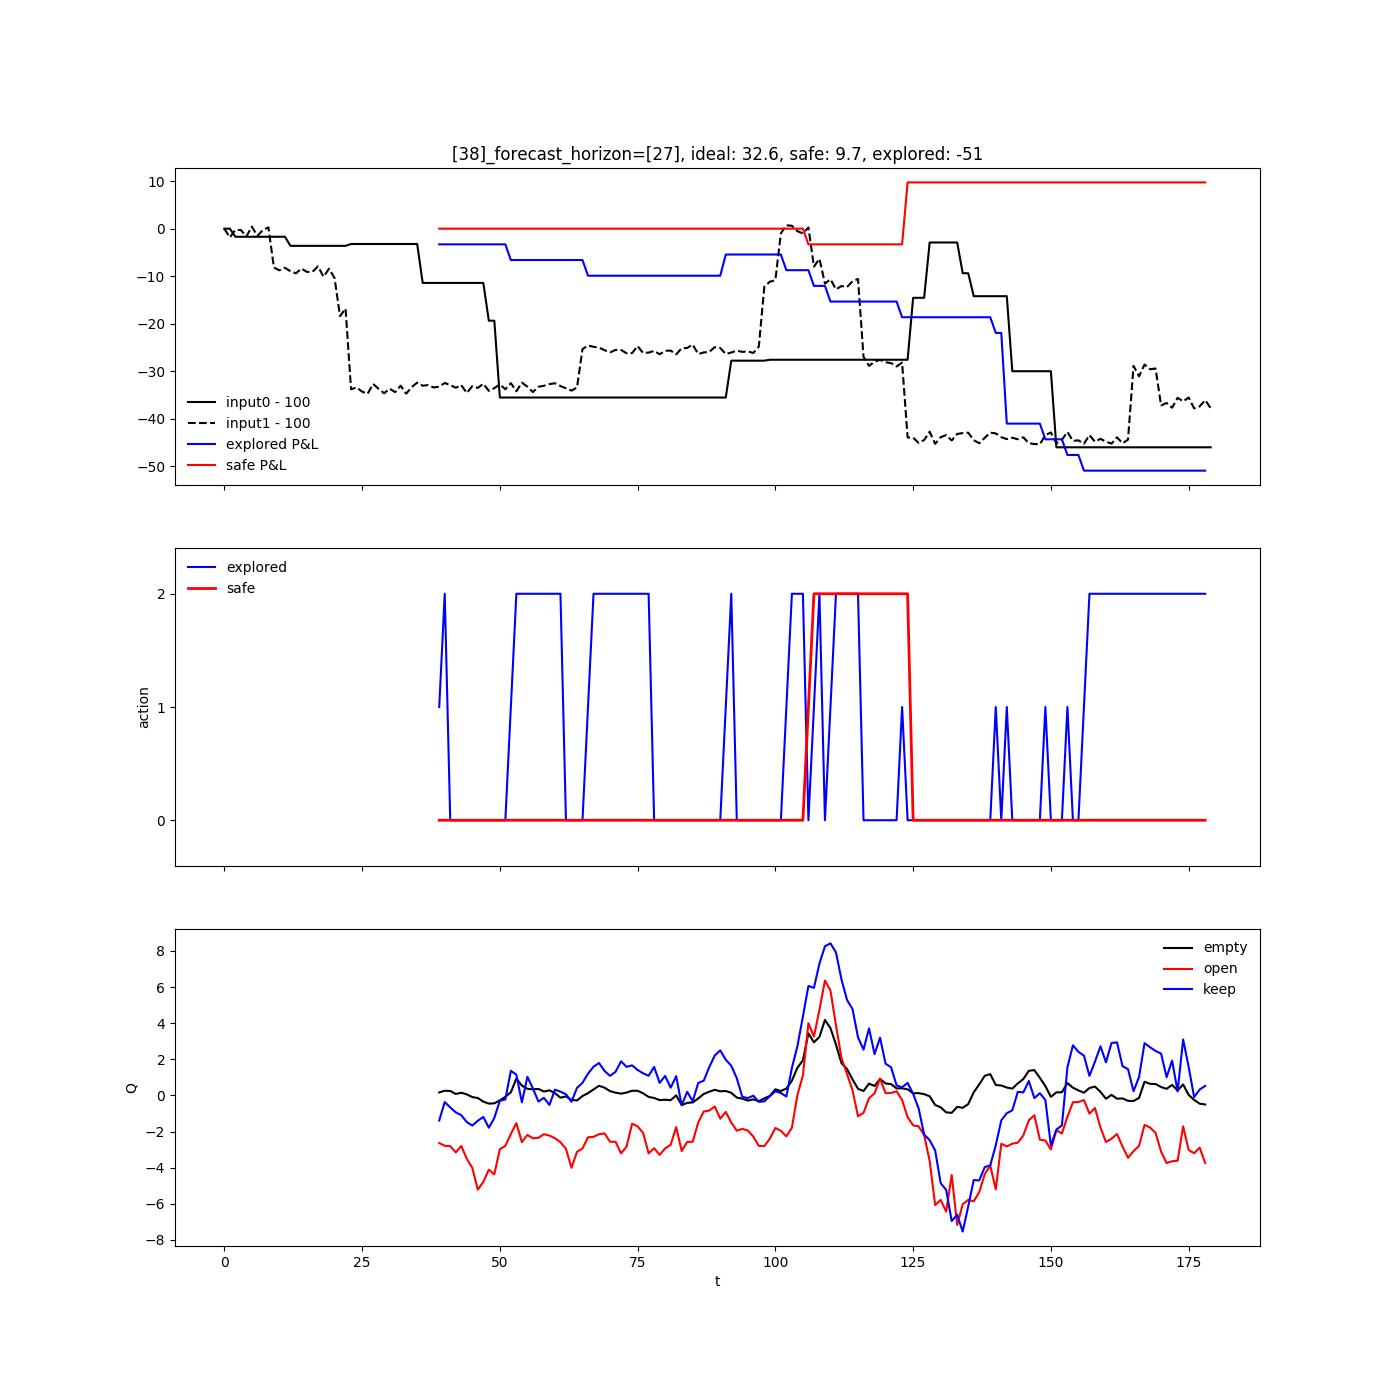 [38]_forecast_horizon=[27], ideal: 32.6, safe: 9.7, explored: -51
10
0
−10
−20
−30
−40
−50
input0 - 100
input1 - 100
explored P&L
safe P&L
explored
safe
2
1
0
action
empty
open
keep
8
6
4
2
0
−2
−4
−6
−8
Q
0 25 50 75 100 125 150 175
t